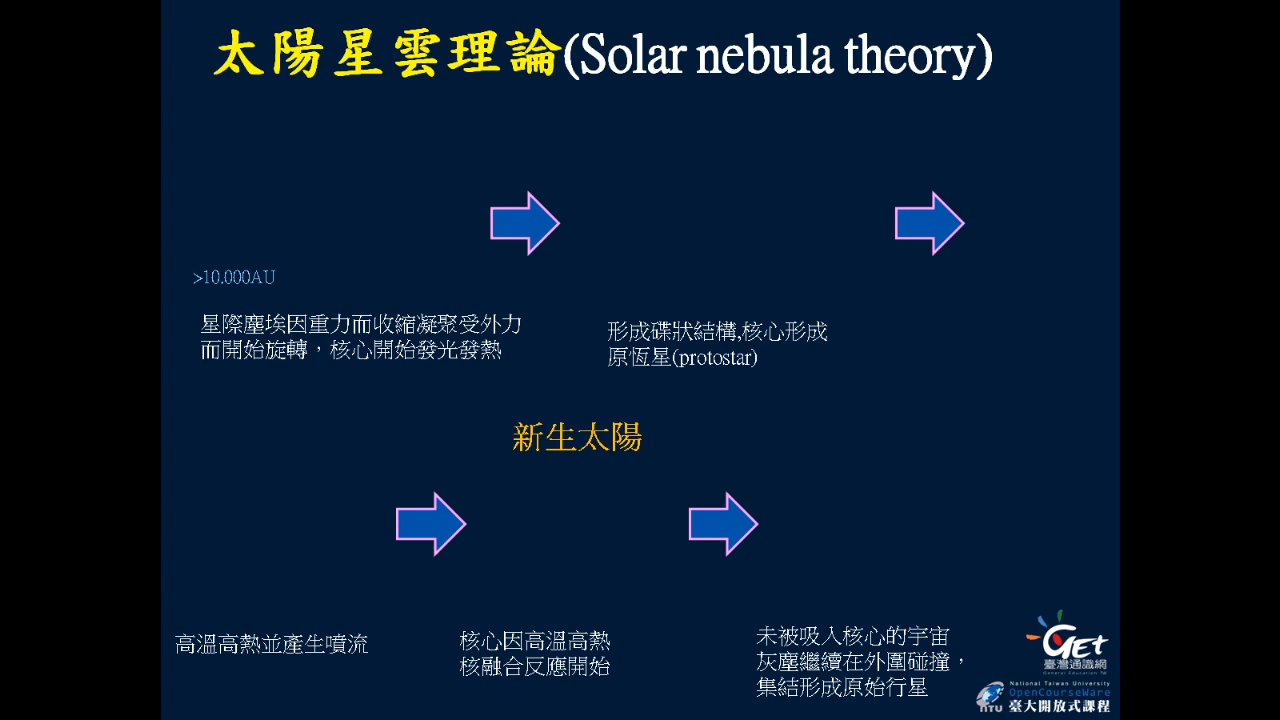 太陽星雲理論(Solar nebula theory)
>10.000AU
星際塵埃因重力而收縮凝聚受外力
而開始旋轉，核心開始發光發熱
形成碟狀結構,核心形成
原恆星(protostar)
新生太陽
高溫高熱並產生噴流
核心因高溫高熱
核融合反應開始
未被吸入核心的宇宙
灰塵繼續在外圍碰撞，
集結形成原始行星
GET
臺灣通識網
General Education TW
National Taiwan University
OpenCourseWare
NTU 臺大開放式課程